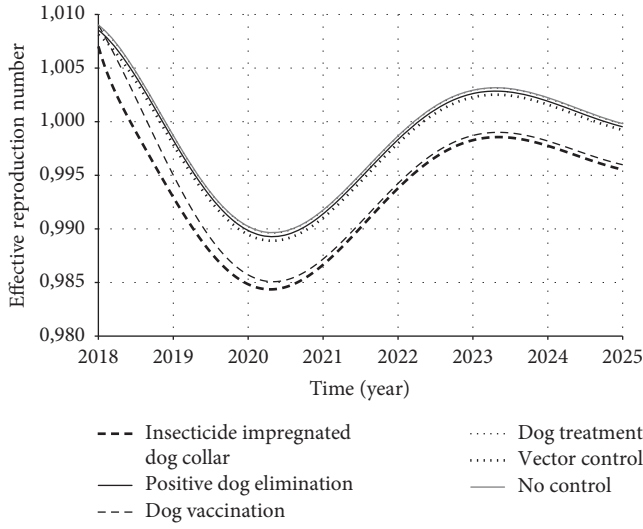 Effective reproduction number
1,010
1,005
1,000
0,995
0,990
0,985
0,980
2018 2019 2020 2021 2022 2023 2024 2025
Time (year)
Insecticide impregnated
dog collar
Positive dog elimination
Dog vaccination
Dog treatment
Vector control
No control